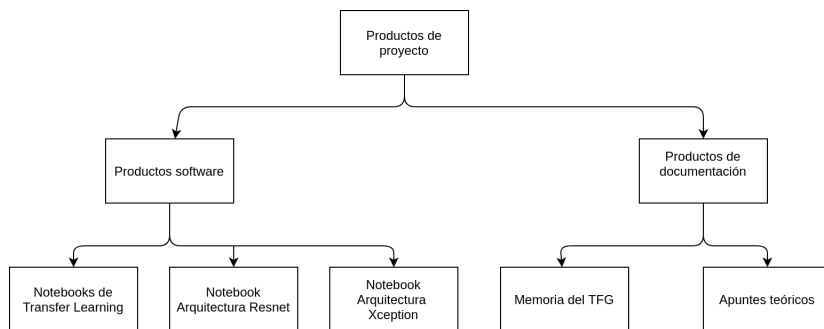 Productos de
proyecto
Productos software
Productos de
documentación
Notebooks de
Transfer Learning
Notebook
Arquitectura Resnet
Notebook
Arquitectura
Xception
Memoria del TFG
Apuntes teóricos